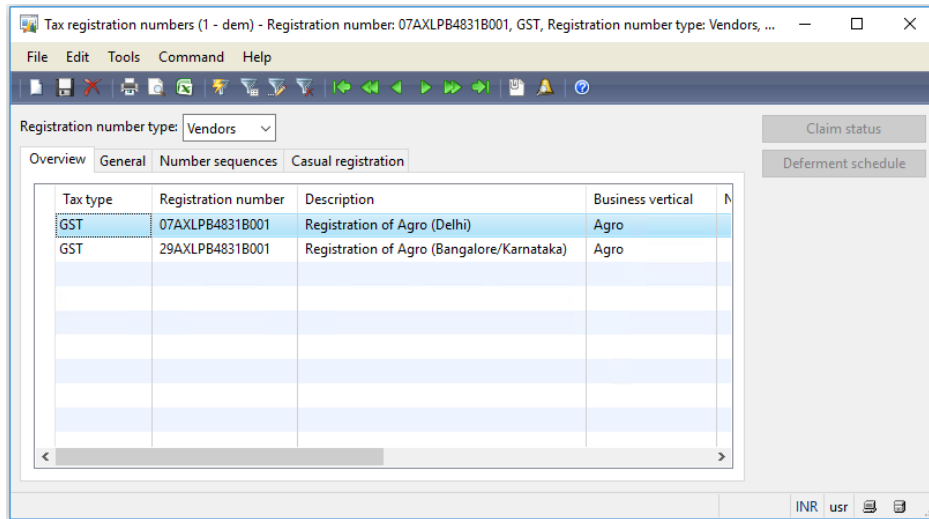 Tax registration numbers (1 - dem) - Registration number: 07AXLPB4831B001, GST, Registration number type: Vendors, ...
File Edit Tools Command Help
Registration number type: Vendors
Claim status
Overview General Number sequences Casual registration
Deferment schedule
Tax type Registration number Description Business vertical N
GST 07AXLPB4831B001 Registration of Agro (Delhi) Agro
GST 29AXLPB4831B001 Registration of Agro (Bangalore/Karnataka) Agro
INR usr